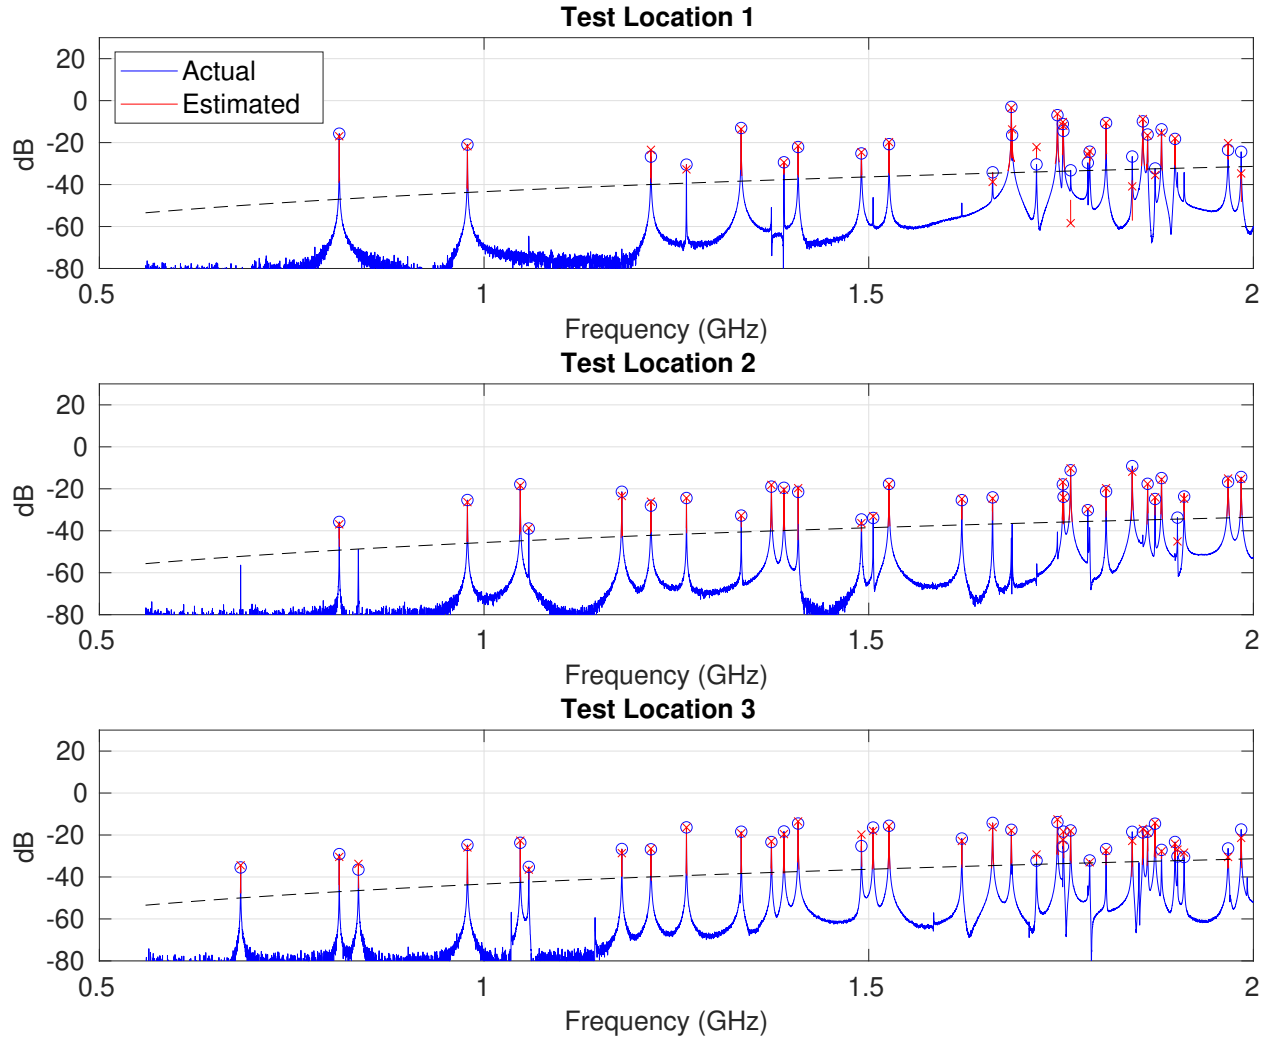 Test Location 1
20
0
-20
-40
-60
-80
dB
Actual
Estimated
0.5 1 1.5 2
Frequency (GHz)
Test Location 2
20
0
-20
-40
-60
-80
dB
0.5 1 1.5 2
Frequency (GHz)
Test Location 3
20
0
-20
-40
-60
-80
dB
0.5 1 1.5 2
Frequency (GHz)